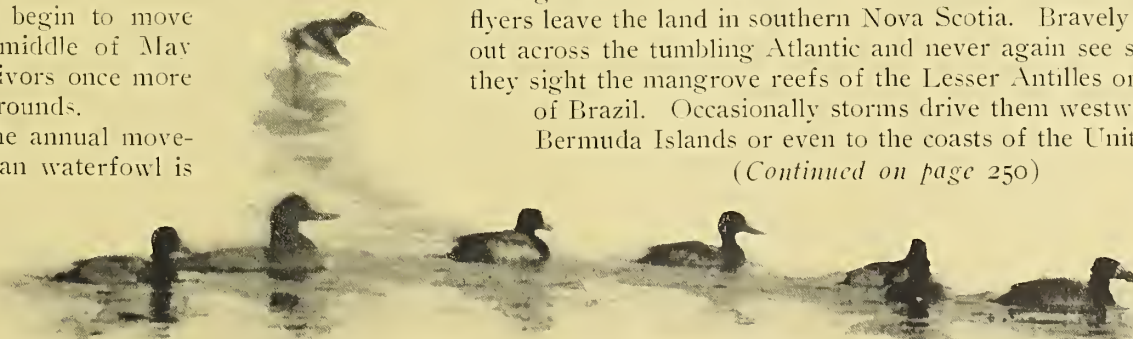 begin to move
middle of May
ivors once more
rounds.
ne annual move-
an waterfowl is
flyers leave the land in southern Nova Scotia. Bravely
out across the tumbling Atlantic and never again see s
they sight the mangrove reefs of the Lesser Antilles or
of Brazil. Occasionally storms drive them westw
Bermuda Islands or even to the coasts of the Unit
(Continued on page 250)